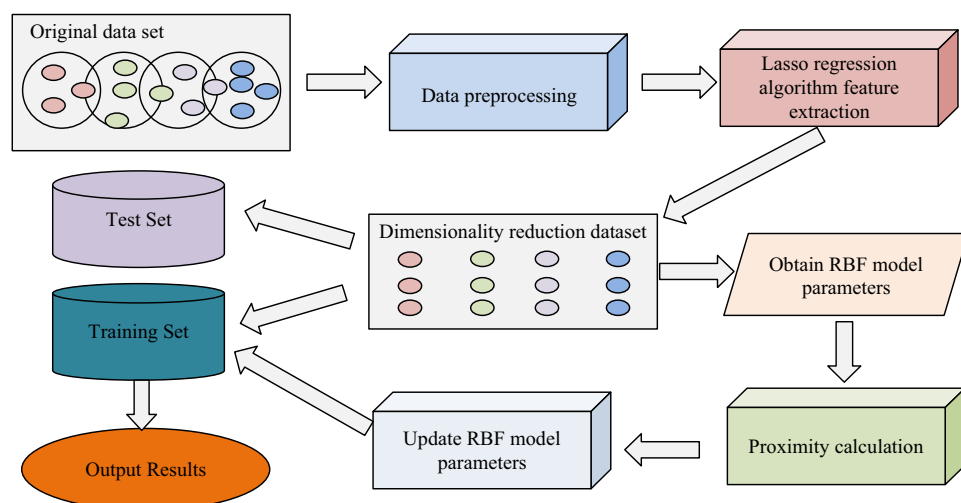 Original data set
Data preprocessing
Lasso regression
algorithm feature
extraction
Test Set
Dimensionality reduction dataset
Obtain RBF model
parameters
Training Set
Update RBF model
parameters
Proximity calculation
Output Results